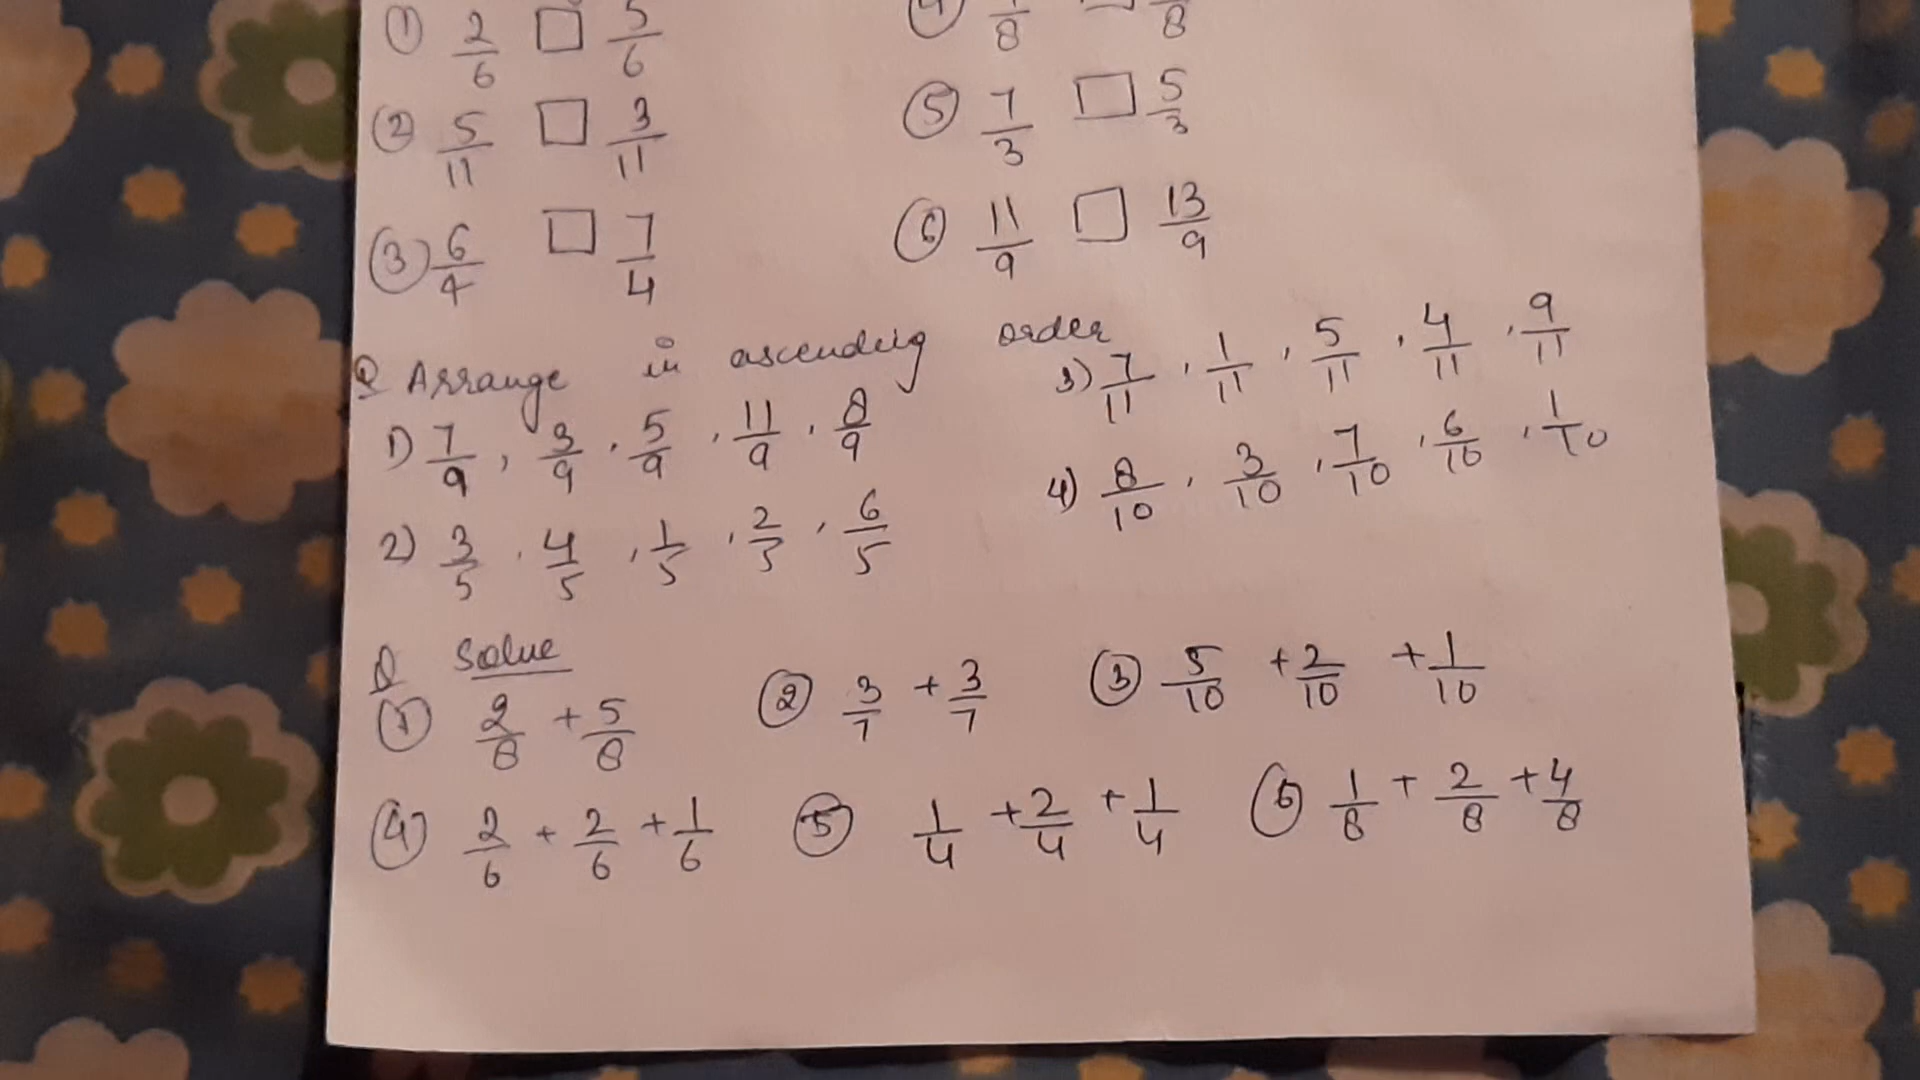 ① 2/6 □ 5/6
② 5/11 □ 3/11
③ 6/4 □ 7/4
④ 1/8 □ /8
⑤ 7/3 □ 5/3
⑥ 11/9 □ 13/9
Q Arrange in ascending order
1) 7/9, 3/9, 5/9, 11/9, 8/9
2) 3/5, 4/5, 1/5, 2/5, 6/5
3) 7/11, 1/11, 5/11, 4/11, 9/11
4) 8/10, 3/10, 7/10, 6/10, 1/10
Q Solve
① 2/8 + 5/8
② 3/7 + 3/7
③ 5/10 + 2/10 + 1/10
④ 2/6 + 2/6 + 1/6
⑤ 1/4 + 2/4 + 1/4
⑥ 1/8 + 2/8 + 4/8